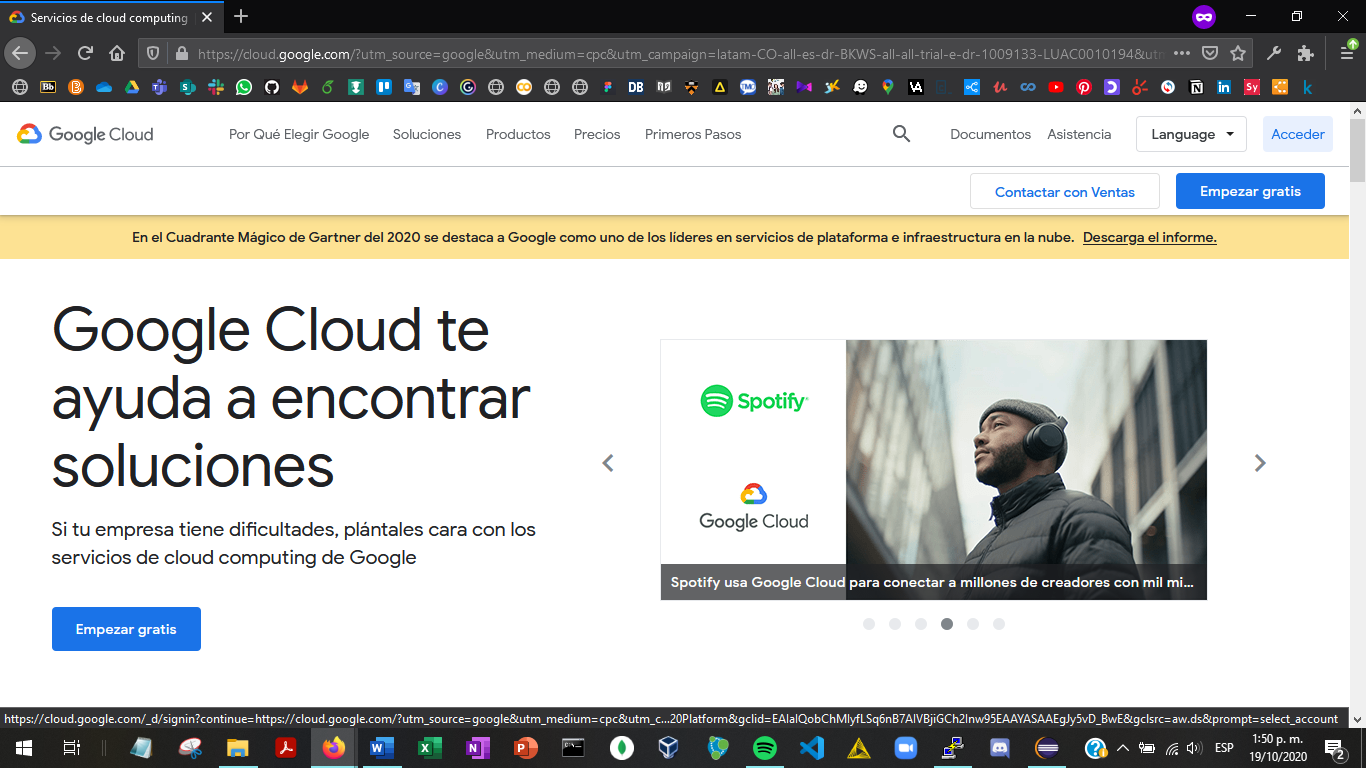 Servicios de cloud computing
https://cloud.google.com/?utm_source=google&utm_medium=cpc&utm_campaign=latam-CO-all-es-dr-BKWS-all-all-trial-e-dr-1009133-LUAC0010194&ut
Google Cloud
Por Qué Elegir Google
Soluciones
Productos
Precios
Primeros Pasos
Documentos
Asistencia
Language
Acceder
Contactar con Ventas
Empezar gratis
En el Cuadrante Mágico de Gartner del 2020 se destaca a Google como uno de los líderes en servicios de plataforma e infraestructura en la nube. Descarga el informe.
Google Cloud te
ayuda a encontrar
soluciones
Si tu empresa tiene dificultades, plántales cara con los
servicios de cloud computing de Google
Empezar gratis
Spotify
Google Cloud
Spotify usa Google Cloud para conectar a millones de creadores con mil mi...
https://cloud.google.com/_d/signin?continue=https://cloud.google.com/?utm_source=google&utm_medium=cpc&utm_c...20Platform&gclid=EAIaIQobChMIyfLSq6nB7AIVBjiGCh2Inw95EAAYASAAEgJy5vD_BwE&gclsrc=aw.ds&prompt=select_account
ESP
1:50 p. m.
19/10/2020
2